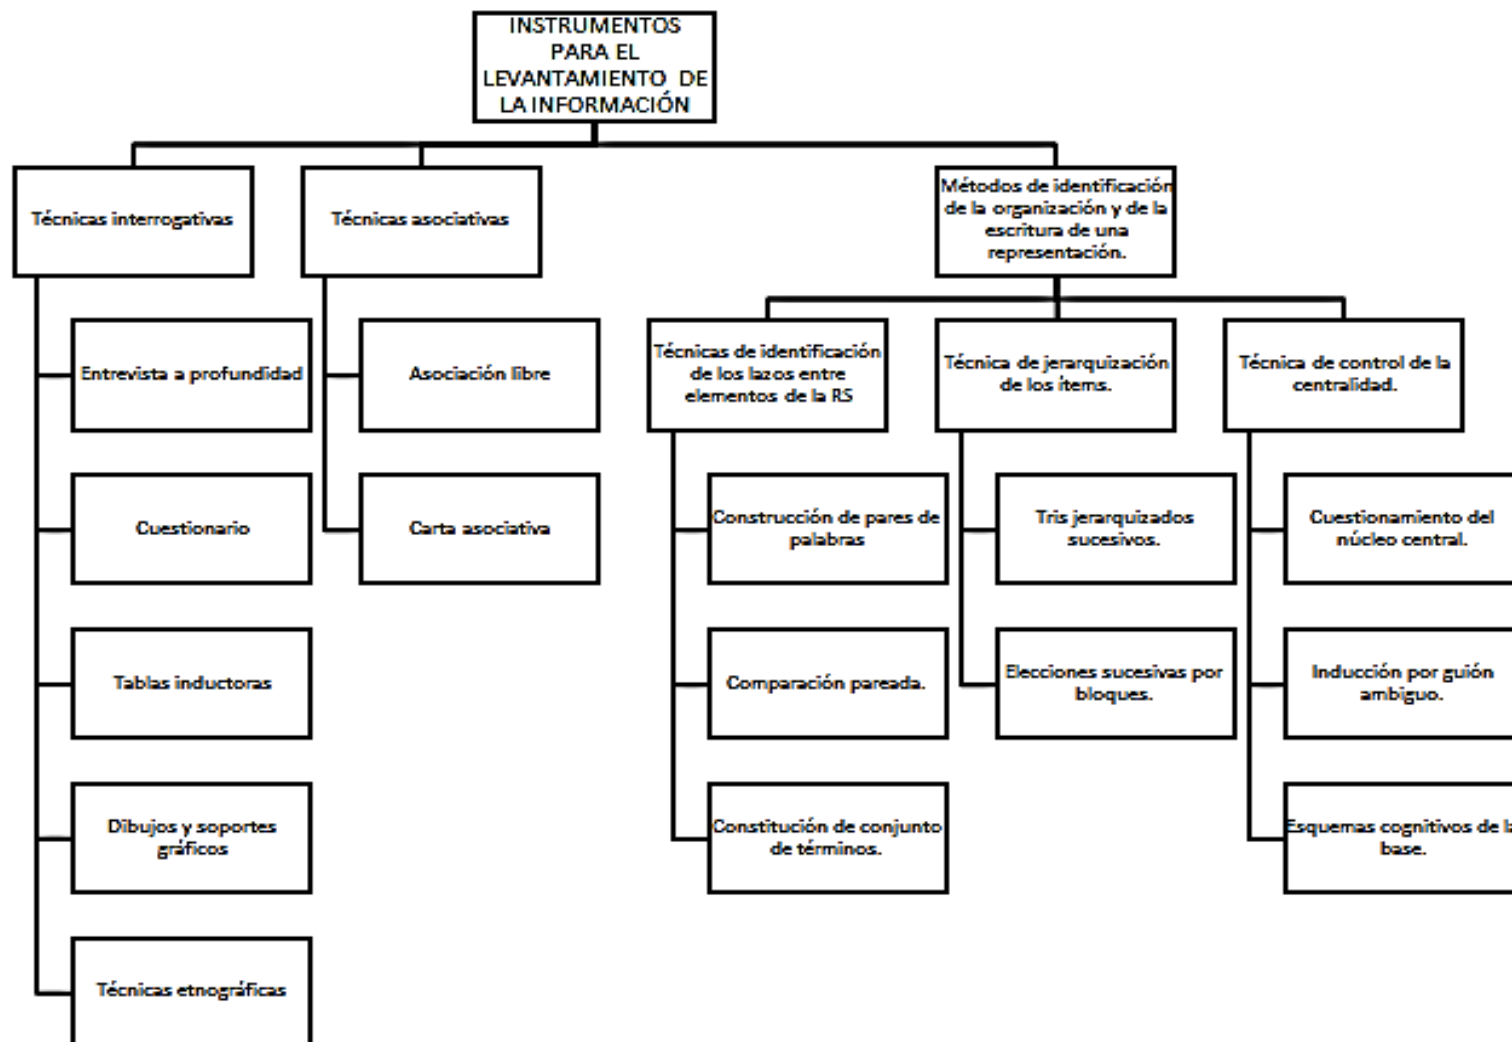 INSTRUMENTOS
PARA EL
LEVANTAMIENTO DE
LA INFORMACIÓN
Técnicas interrogativas
Técnicas asociativas
Métodos de identificación
de la organización y de la
escritura de una
representación.
Entrevista a profundidad
Cuestionario
Tablas inductoras
Dibujos y soportes
gráficos
Técnicas etnográficas
Asociación libre
Carta asociativa
Técnicas de identificación
de los lazos entre
elementos de la RS
Construcción de pares de
palabras
Comparación pareada.
Constitución de conjunto
de términos.
Técnica de jerarquización
de los ítems.
Tris jerarquizados
sucesivos.
Elecciones sucesivas por
bloques.
Técnica de control de la
centralidad.
Cuestionamiento del
núcleo central.
Inducción por guión
ambiguo.
Esquemas cognitivos de la
base.